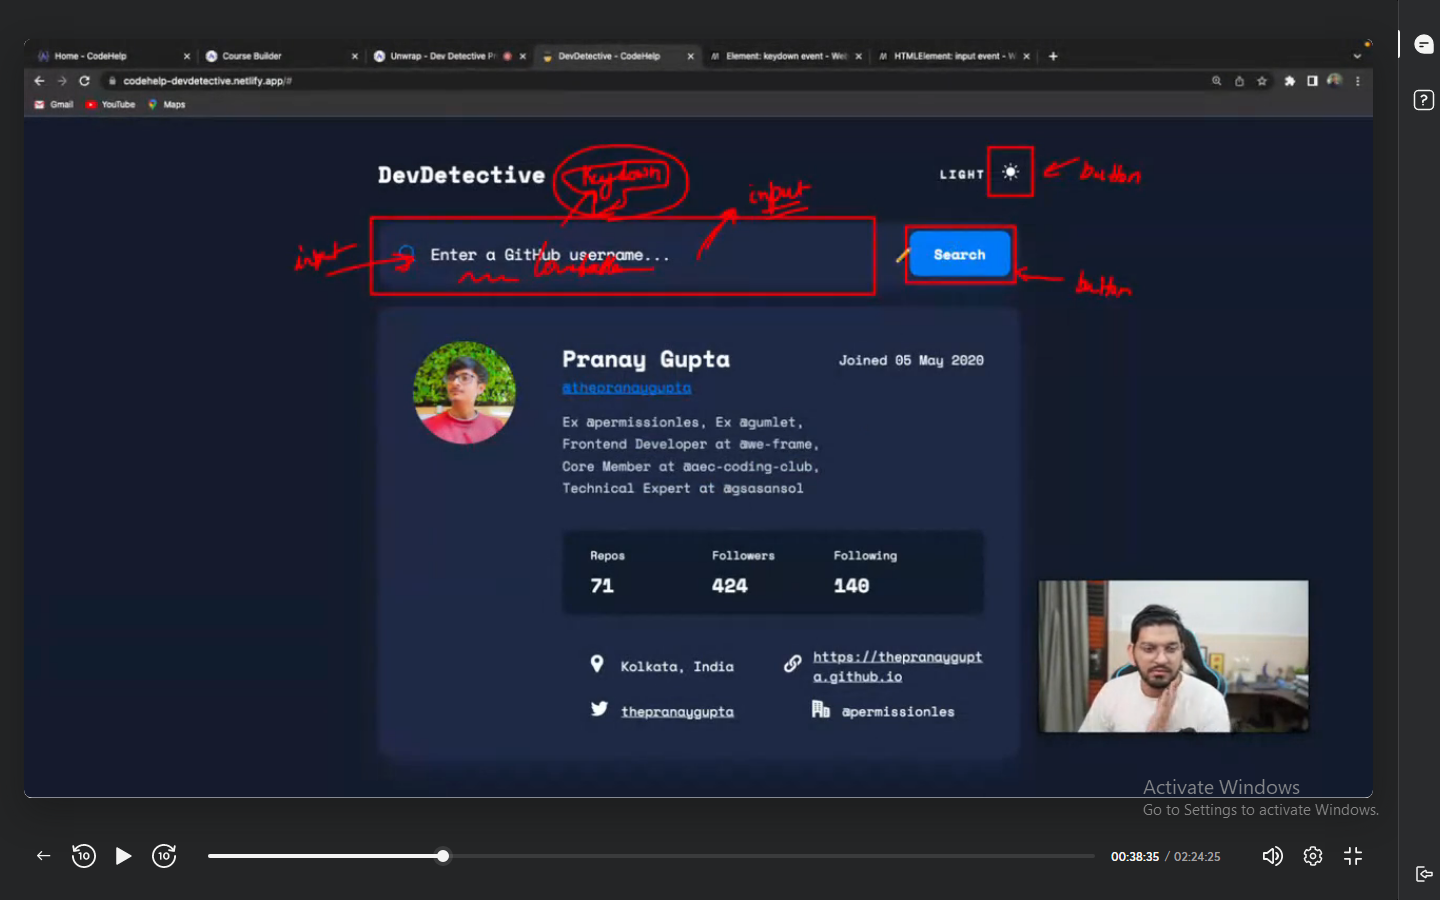 Home - CodeHelp
Course Builder
Unwrap - Dev Detective Pr
DevDetective - CodeHelp
Element: keydown event - We
HTMLElement: input event - W
codehelp-devdetective.netlify.app/#
Gmail YouTube Maps
DevDetective
keydown
input
LIGHT
button
input
Enter a GitHub username...
Search
button
Pranay Gupta
Joined 05 May 2020
@thepranaygupta
Ex @permissionles, Ex @gumlet,
Frontend Developer at @we-frame,
Core Member at @aec-coding-club,
Technical Expert at @gsasansol
Repos Followers Following
71 424 140
Kolkata, India
https://thepranaygupt
a.github.io
thepranaygupta
@permissionles
Activate Windows
Go to Settings to activate Windows.
10
10
00:38:35 / 02:24:25